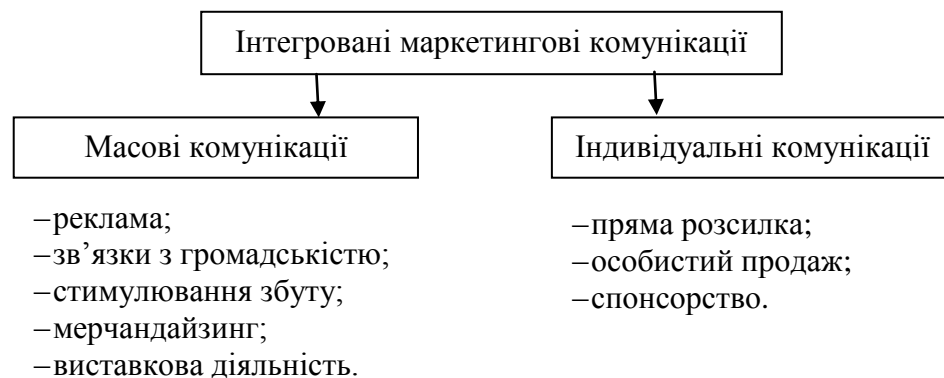 Інтегровані маркетингові комунікації
Масові комунікації
Індивідуальні комунікації
–реклама;
–зв’язки з громадськістю;
–стимулювання збуту;
–мерчандайзинг;
–виставкова діяльність.
–пряма розсилка;
–особистий продаж;
–спонсорство.